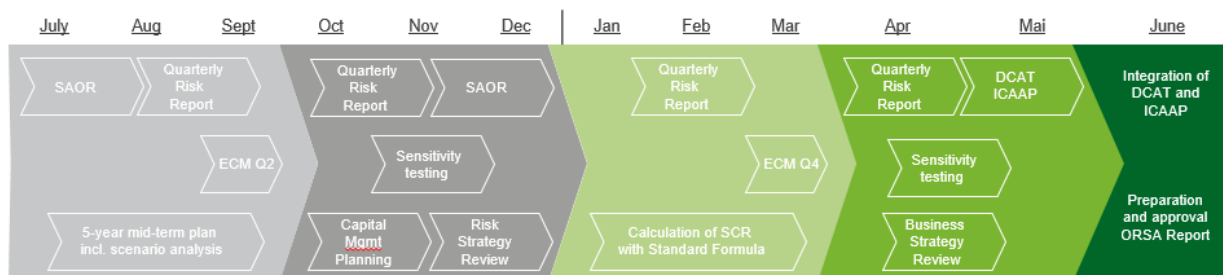 July Aug Sept Oct Nov Dec Jan Feb Mar Apr Mai June
SAOR
Quarterly
Risk
Report
ECM Q2
5-year mid-term plan
incl. scenario analysis
Quarterly
Risk
Report
SAOR
Sensitivity
testing
Capital
Mgmt
Planning
Risk
Strategy
Review
Quarterly
Risk
Report
ECM Q4
Calculation of SCR
with Standard Formula
Quarterly
Risk
Report
DCAT
ICAAP
Sensitivity
testing
Business
Strategy
Review
Integration of
DCAT and
ICAAP
Preparation
and approval
ORSA Report